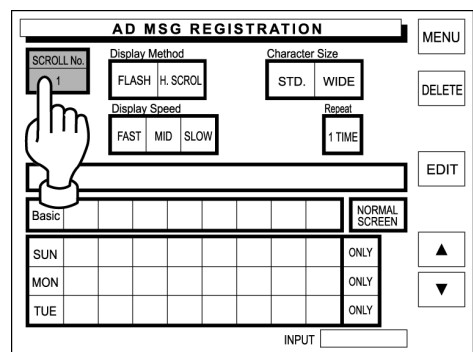 AD MSG REGISTRATION
MENU
SCROLL No.
1
Display Method
FLASH H. SCROL
Character Size
STD. WIDE
DELETE
Display Speed
FAST MID SLOW
Repeat
1 TIME
EDIT
Basic
NORMAL
SCREEN
SUN ONLY
▲
MON ONLY
▼
TUE ONLY
INPUT